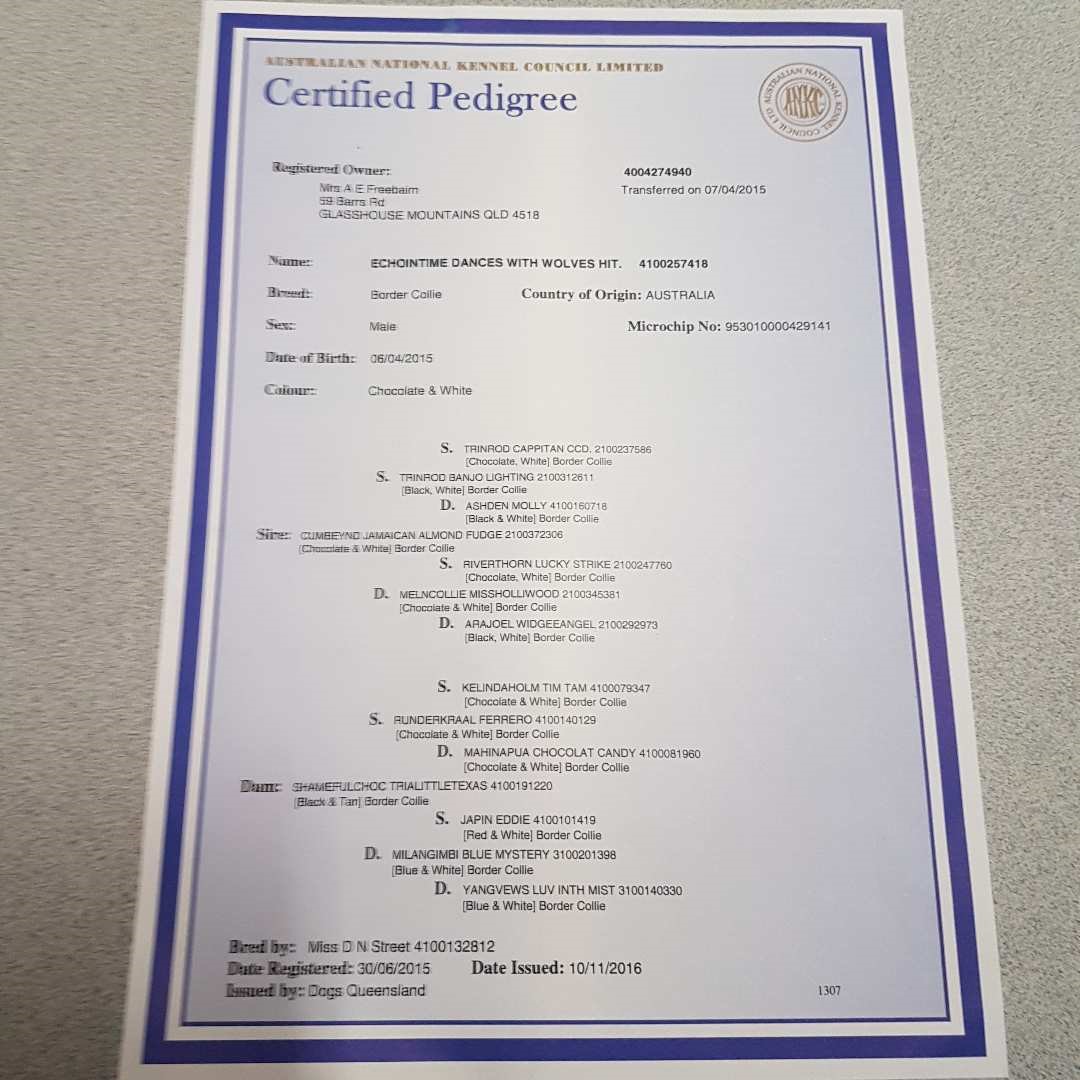 AUSTRALIAN NATIONAL KENNEL COUNCIL LIMITED
Certified Pedigree
AUSTRALIAN NATIONAL KENNEL COUNCIL LTD
ANKC
Registered Owner: 4004274940
Mrs A E Freebairn Transferred on 07/04/2015
59 Barrs Rd
GLASSHOUSE MOUNTAINS QLD 4518
Name: ECHOINTIME DANCES WITH WOLVES HIT. 4100257418
Breed: Border Collie Country of Origin: AUSTRALIA
Sex: Male Microchip No: 953010000429141
Date of Birth: 06/04/2015
Colour: Chocolate & White
S. TRINROD CAPPITAN CCD. 2100237586
[Chocolate, White] Border Collie
S. TRINROD BANJO LIGHTING 2100312611
[Black, White] Border Collie
D. ASHDEN MOLLY 4100160718
[Black & White] Border Collie
Sire: CUMBEYND JAMAICAN ALMOND FUDGE 2100372306
[Chocolate & White] Border Collie
S. RIVERTHORN LUCKY STRIKE 2100247760
[Chocolate, White] Border Collie
D. MELNCOLLIE MISSHOLLIWOOD 2100345381
[Chocolate & White] Border Collie
D. ARAJOEL WIDGEEANGEL 2100292973
[Black, White] Border Collie
S. KELINDAHOLM TIM TAM 4100079347
[Chocolate & White] Border Collie
S. RUNDERKRAAL FERRERO 4100140129
[Chocolate & White] Border Collie
D. MAHINAPUA CHOCOLAT CANDY 4100081960
[Chocolate & White] Border Collie
Dam: SHAMEFULCHOC TRIALITTLETEXAS 4100191220
[Black & Tan] Border Collie
S. JAPIN EDDIE 4100101419
[Red & White] Border Collie
D. MILANGIMBI BLUE MYSTERY 3100201398
[Blue & White] Border Collie
D. YANGVEWS LUV INTH MIST 3100140330
[Blue & White] Border Collie
Bred by: Miss D N Street 4100132812
Date Registered: 30/06/2015 Date Issued: 10/11/2016
Issued by: Dogs Queensland 1307